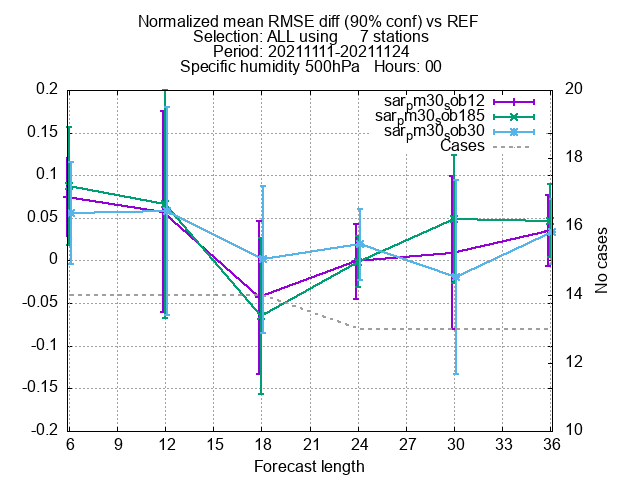 Normalized mean RMSE diff (90% conf) vs REF
Selection: ALL using     7 stations
Period: 20211111-20211124
Specific humidity 500hPa   Hours: 00
0.2
0.15
0.1
0.05
0
-0.05
-0.1
-0.15
-0.2
sar_pm30_sob12
sar_pm30_sob185
sar_pm30_sob30
Cases
20
18
16
14
12
10
No cases
6 9 12 15 18 21 24 27 30 33 36
Forecast length